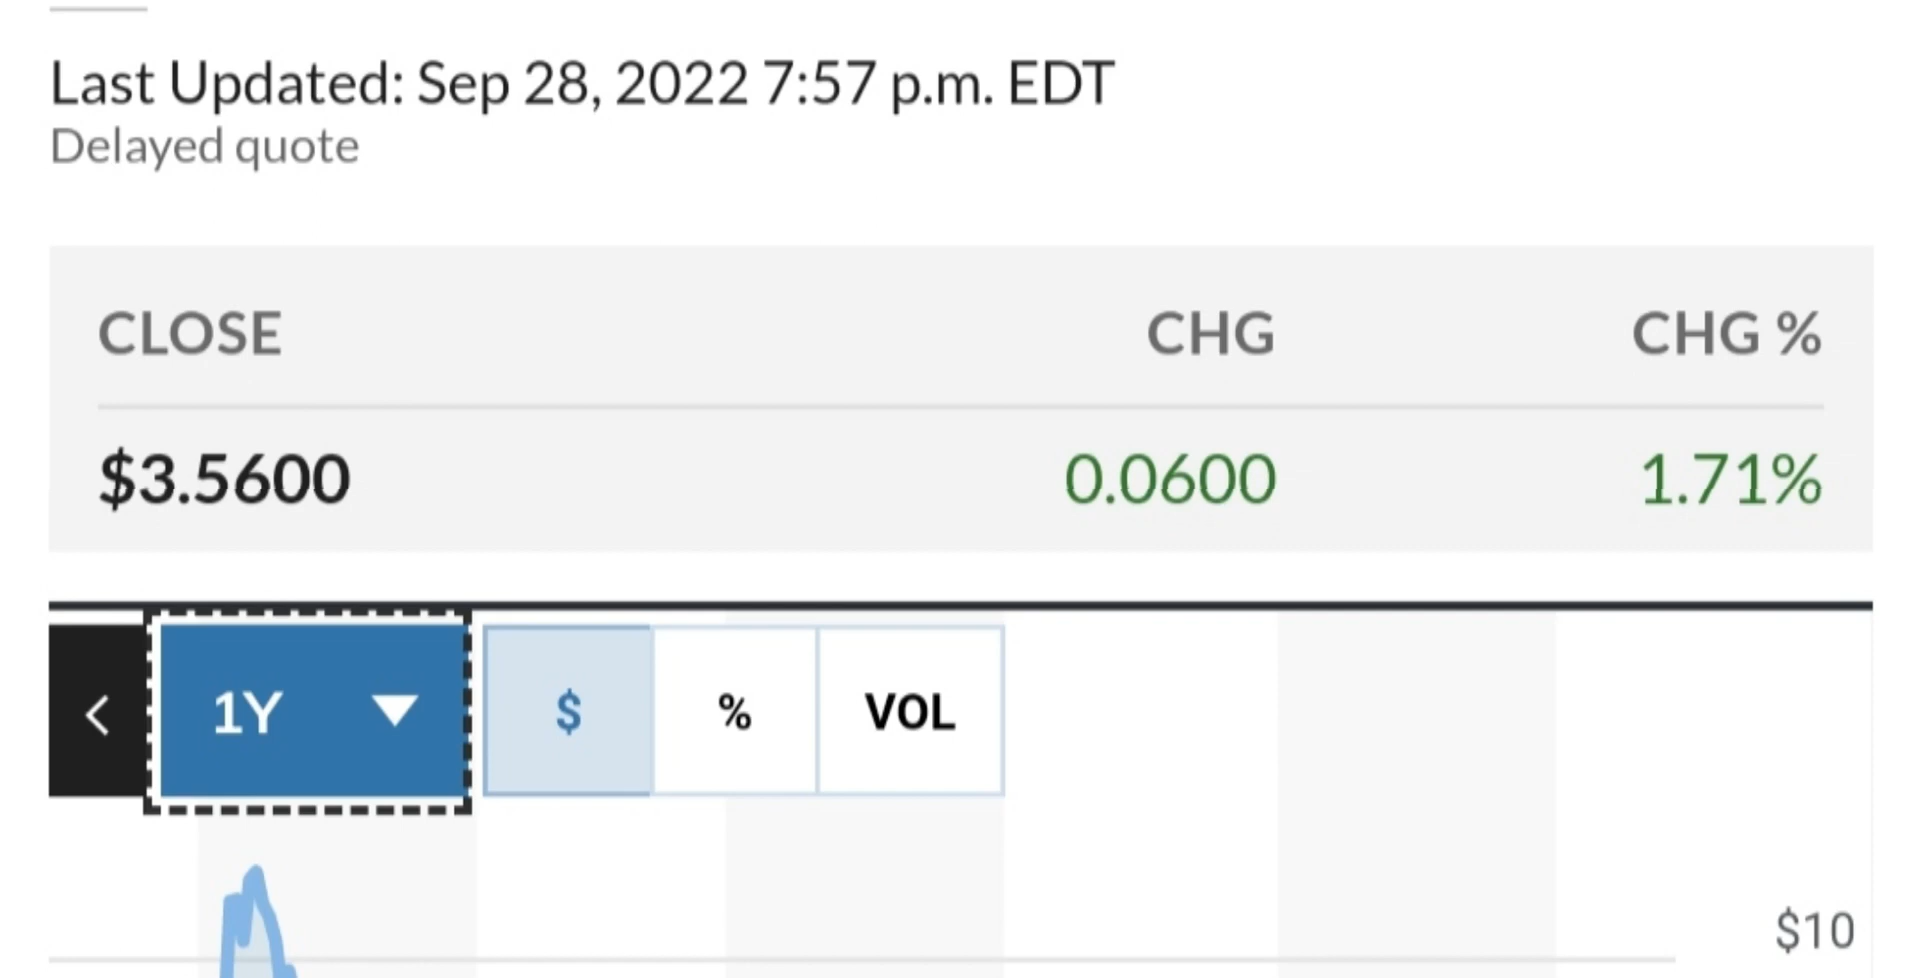 Last Updated: Sep 28, 2022 7:57 p.m. EDT
Delayed quote
CLOSE CHG CHG %
$3.5600 0.0600 1.71%
1Y $ % VOL
$10